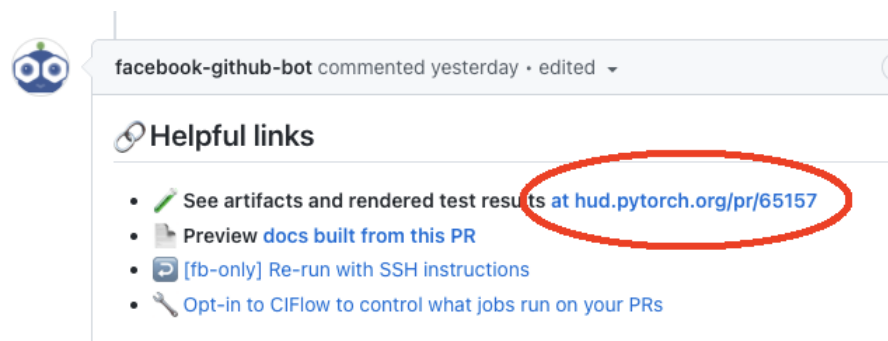 facebook-github-bot commented yesterday • edited
Helpful links
See artifacts and rendered test results at hud.pytorch.org/pr/65157
Preview docs built from this PR
[fb-only] Re-run with SSH instructions
Opt-in to CIFlow to control what jobs run on your PRs